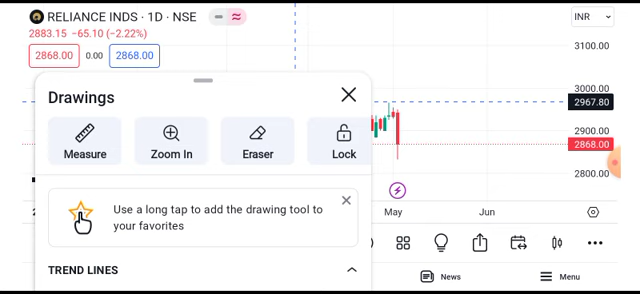 RELIANCE INDS · 1D · NSE
INR
2883.15 −65.10 (−2.22%)
2868.00 0.00 2868.00
3100.00
3000.00
2967.80
2900.00
2868.00
2800.00
Drawings
Measure
Zoom In
Eraser
Lock
Use a long tap to add the drawing tool to
your favorites
TREND LINES
May
Jun
News
Menu